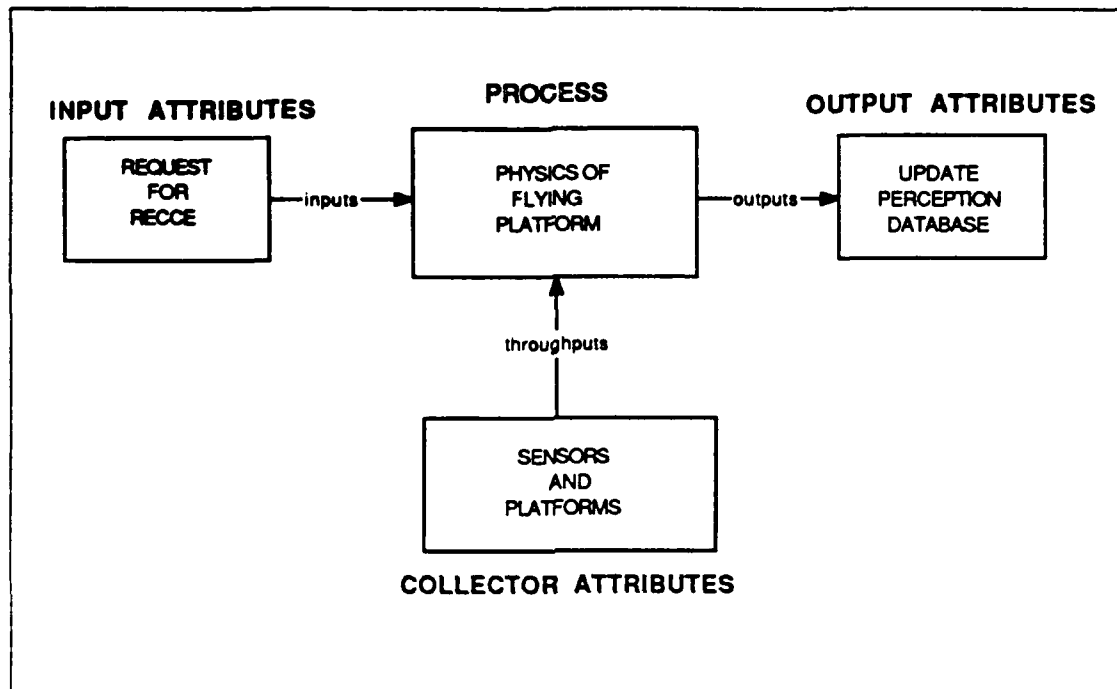 PROCESS
INPUT ATTRIBUTES
OUTPUT ATTRIBUTES
REQUEST
FOR
RECCE
inputs
PHYSICS OF
FLYING
PLATFORM
outputs
UPDATE
PERCEPTION
DATABASE
throughputs
SENSORS
AND
PLATFORMS
COLLECTOR ATTRIBUTES